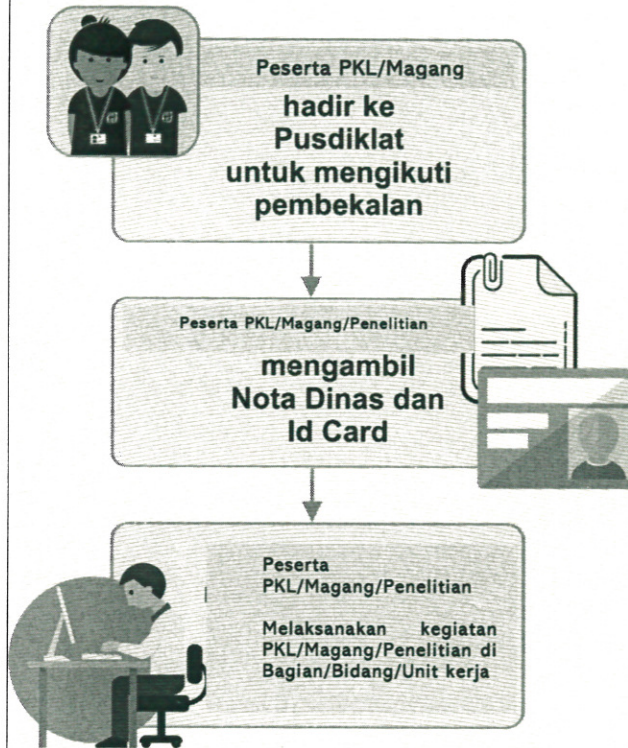 Peserta PKL/Magang
hadir ke
Pusdiklat
untuk mengikuti
pembekalan
Peserta PKL/Magang/Penelitian
mengambil
Nota Dinas dan
Id Card
Peserta
PKL/Magang/Penelitian
Melaksanakan kegiatan
PKL/Magang/Penelitian di
Bagian/Bidang/Unit kerja